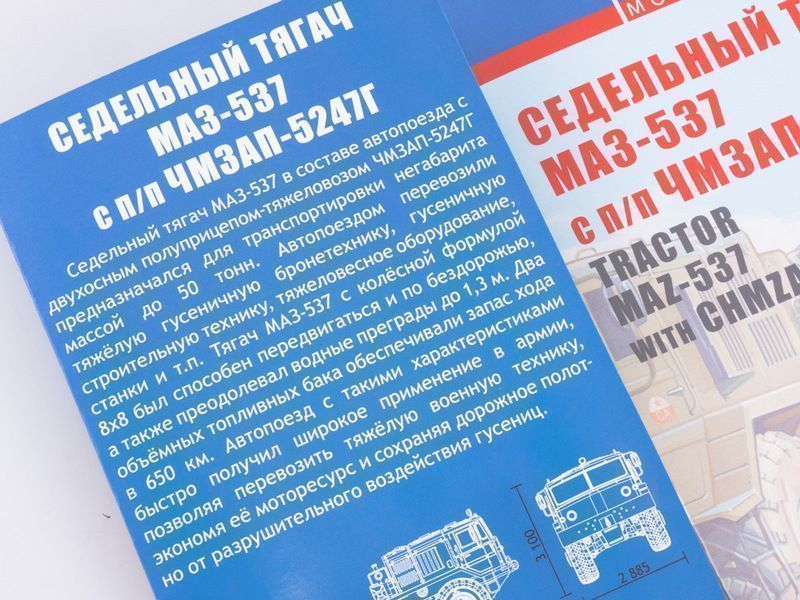 СЕДЕЛЬНЫЙ ТЯГАЧ
МАЗ-537
С П/П ЧМЗАП-5247Г
Седельный тягач МАЗ-537 в составе автопоезда с
двухосным полуприцепом-тяжеловозом ЧМЗАП-5247Г
предназначался для транспортировки негабарита
массой до 50 тонн. Автопоездом перевозили
тяжёлую гусеничную бронетехнику, гусеничную
строительную технику, тяжеловесное оборудование,
станки и т.п. Тягач МАЗ-537 с колёсной формулой
8х8 был способен передвигаться и по бездорожью,
а также преодолевал водные преграды до 1,3 м. Два
объёмных топливных бака обеспечивали запас хода
в 650 км. Автопоезд с такими характеристиками
быстро получил широкое применение в армии,
позволяя перевозить тяжёлую военную технику,
экономя её моторесурс и сохраняя дорожное полот-
но от разрушительного воздействия гусениц.
3 100
2 885
СЕДЕЛЬНЫЙ Т
МАЗ-537
С П/П ЧМЗАП
TRACTOR
MAZ-537
WITH CHMZA